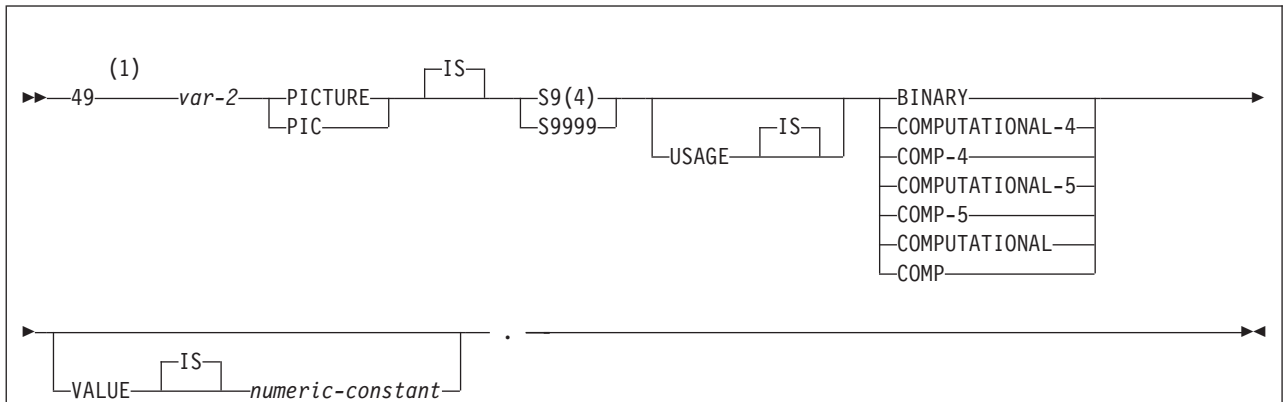 (1) IS
49 var-2 PICTURE S9(4) BINARY
PIC S9999 COMPUTATIONAL-4
USAGE IS COMP-4
COMPUTATIONAL-5
COMP-5
COMPUTATIONAL
COMP
.
IS
VALUE numeric-constant